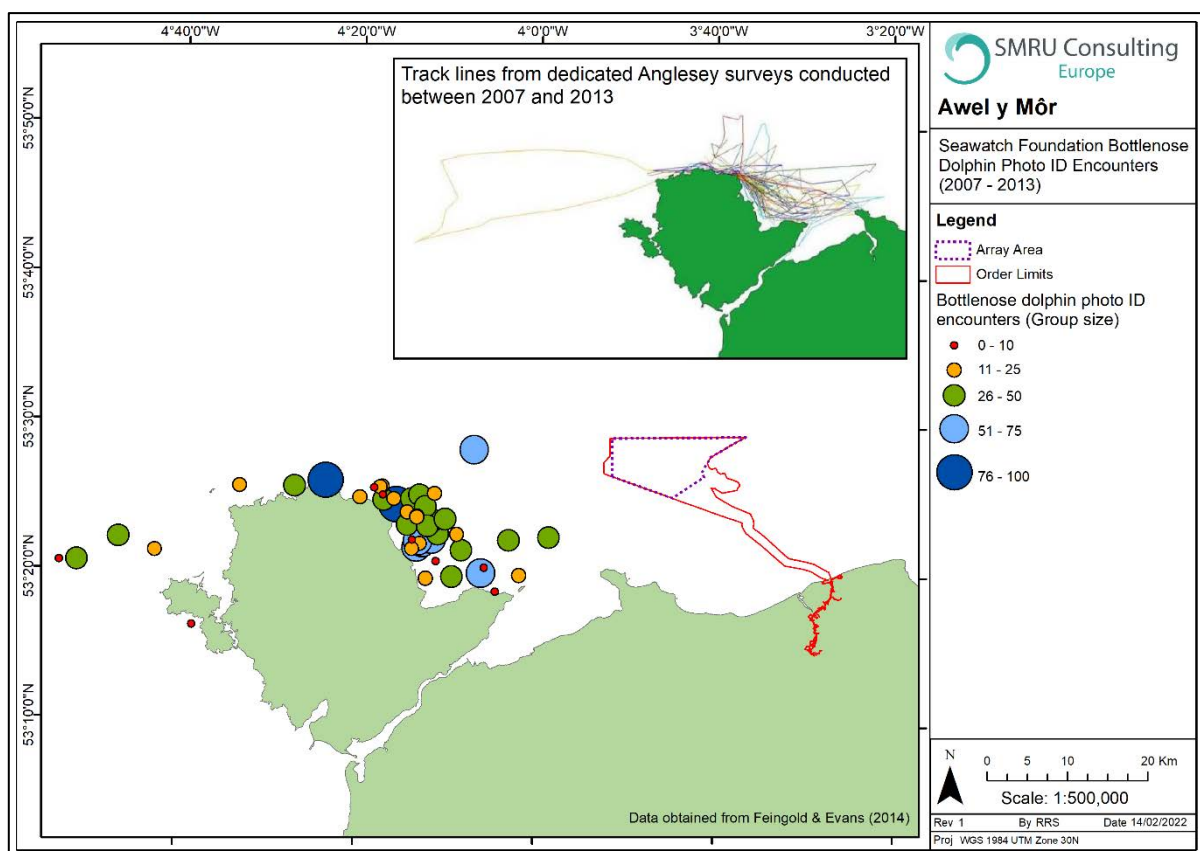 4°40'0"W
4°20'0"W
4°0'0"W
3°40'0"W
3°20'0"W
53°50'0"N
53°40'0"N
53°30'0"N
53°20'0"N
53°10'0"N
Track lines from dedicated Anglesey surveys conducted
between 2007 and 2013
Data obtained from Feingold & Evans (2014)
SMRU Consulting
Europe
Awel y Môr
Seawatch Foundation Bottlenose
Dolphin Photo ID Encounters
(2007 - 2013)
Legend
Array Area
Order Limits
Bottlenose dolphin photo ID
encounters (Group size)
0 - 10
11 - 25
26 - 50
51 - 75
76 - 100
N
0 5 10 20 Km
Scale: 1:500,000
Rev 1 By RRS Date 14/02/2022
Proj WGS 1984 UTM Zone 30N